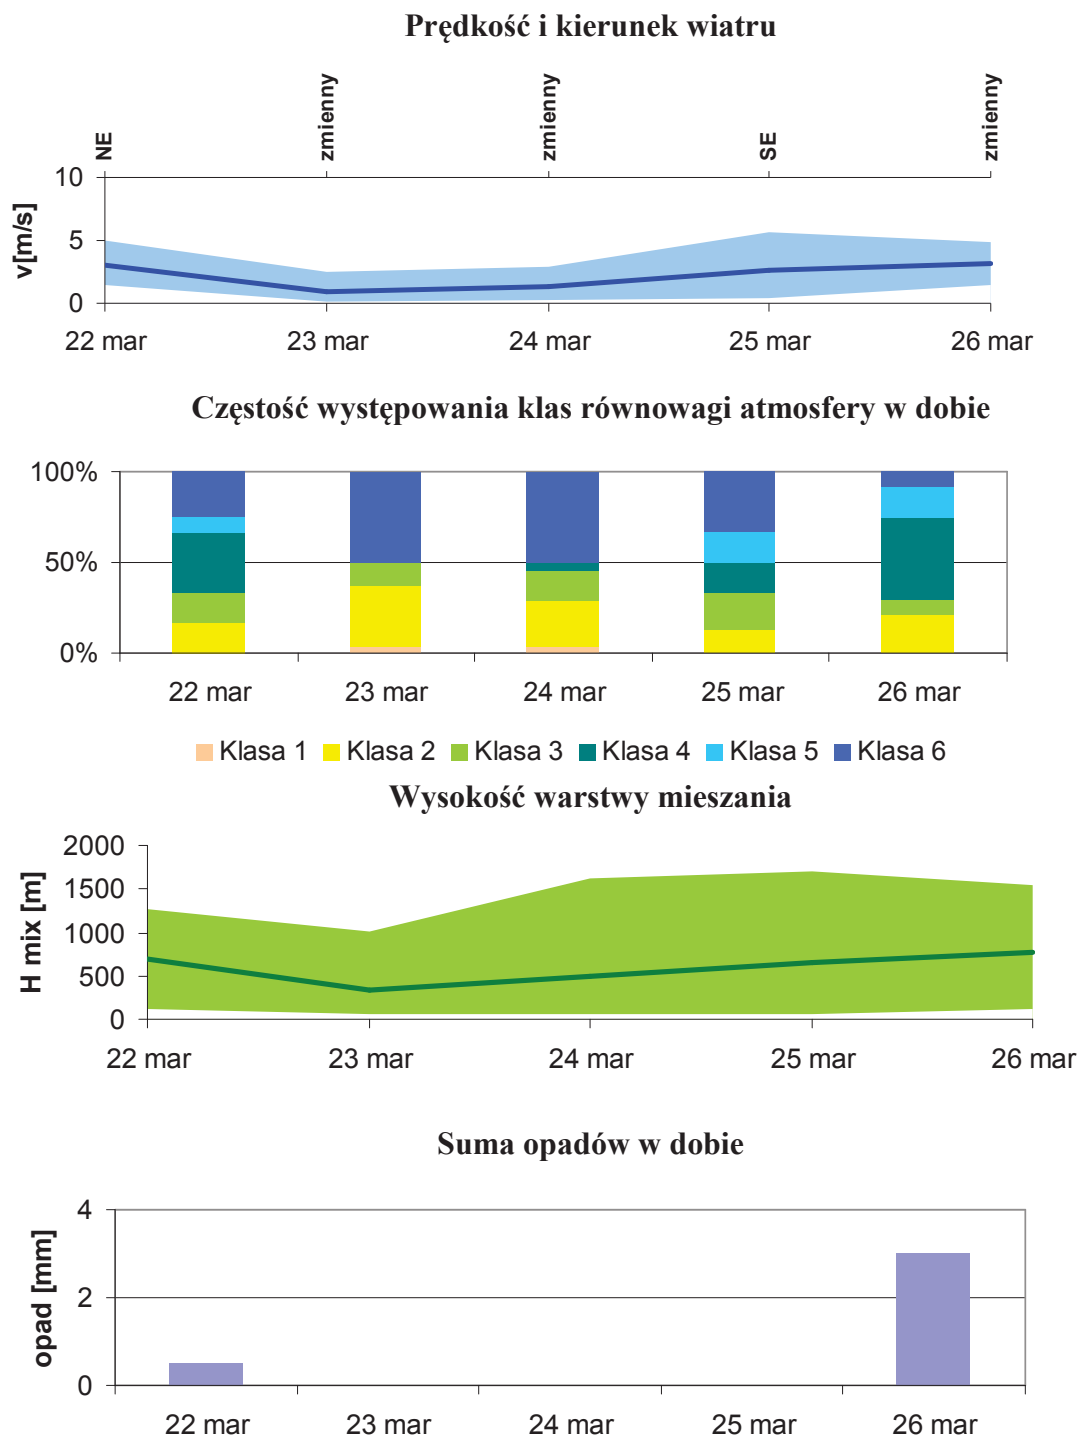 Prędkość i kierunek wiatru
NE zmienny zmienny SE zmienny
v[m/s]
10
5
0
22 mar 23 mar 24 mar 25 mar 26 mar
Częstość występowania klas równowagi atmosfery w dobie
100%
50%
0%
22 mar 23 mar 24 mar 25 mar 26 mar
Klasa 1 Klasa 2 Klasa 3 Klasa 4 Klasa 5 Klasa 6
Wysokość warstwy mieszania
H mix [m]
2000
1500
1000
500
0
22 mar 23 mar 24 mar 25 mar 26 mar
Suma opadów w dobie
opad [mm]
4
2
0
22 mar 23 mar 24 mar 25 mar 26 mar